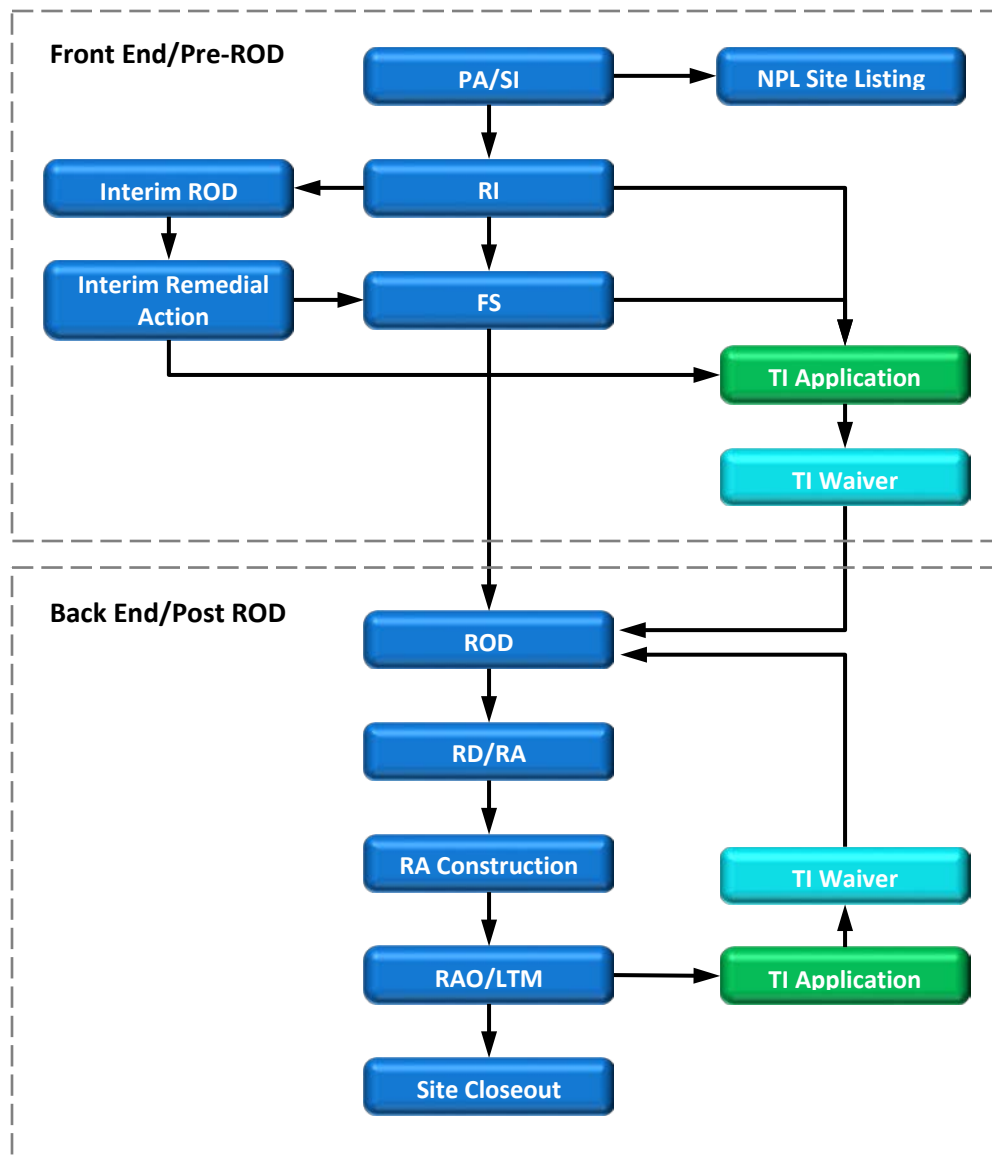 Front End/Pre-ROD
PA/SI
NPL Site Listing
Interim ROD
RI
Interim Remedial
Action
FS
TI Application
TI Waiver
Back End/Post ROD
ROD
RD/RA
RA Construction
TI Waiver
RAO/LTM
TI Application
Site Closeout